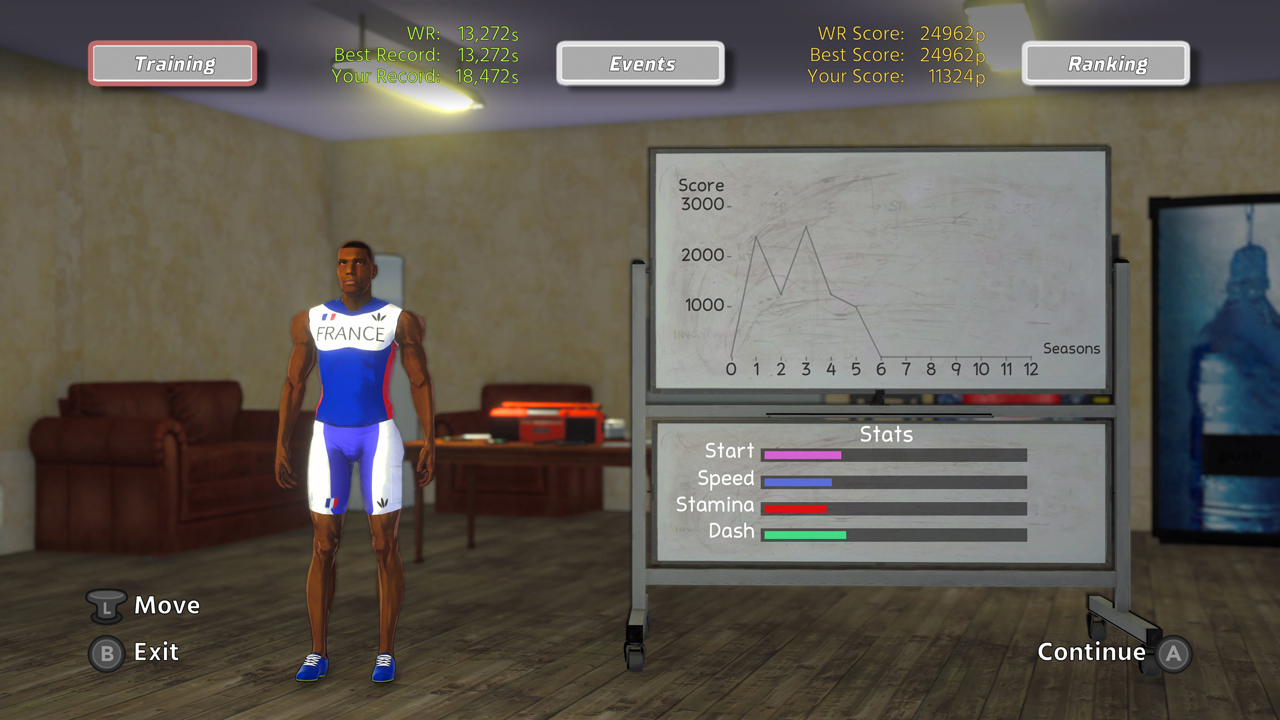 WR: 13,272s
Best Record: 13,272s
Your Record: 18,472s
WR Score: 24962p
Best Score: 24962p
Your Score: 11324p
Training
Events
Ranking
Score
3000
2000
1000
Seasons
0 1 2 3 4 5 6 7 8 9 10 11 12
FRANCE
Stats
Start
Speed
Stamina
Dash
L Move
B Exit
Continue A